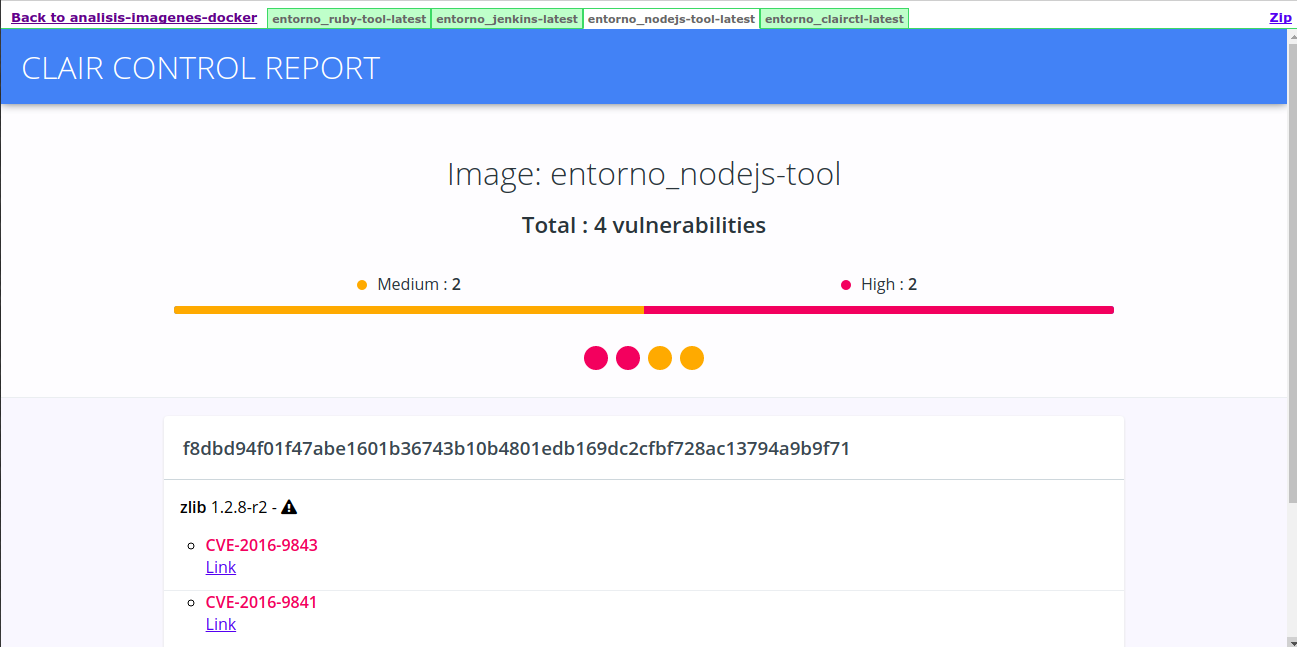 Back to analisis-imagenes-docker entorno_ruby-tool-latest entorno_jenkins-latest entorno_nodejs-tool-latest entorno_clairctl-latest Zip
CLAIR CONTROL REPORT
Image: entorno_nodejs-tool
Total : 4 vulnerabilities
Medium : 2 High : 2
f8dbd94f01f47abe1601b36743b10b4801edb169dc2cfbf728ac13794a9b9f71
zlib 1.2.8-r2 -
CVE-2016-9843
Link
CVE-2016-9841
Link